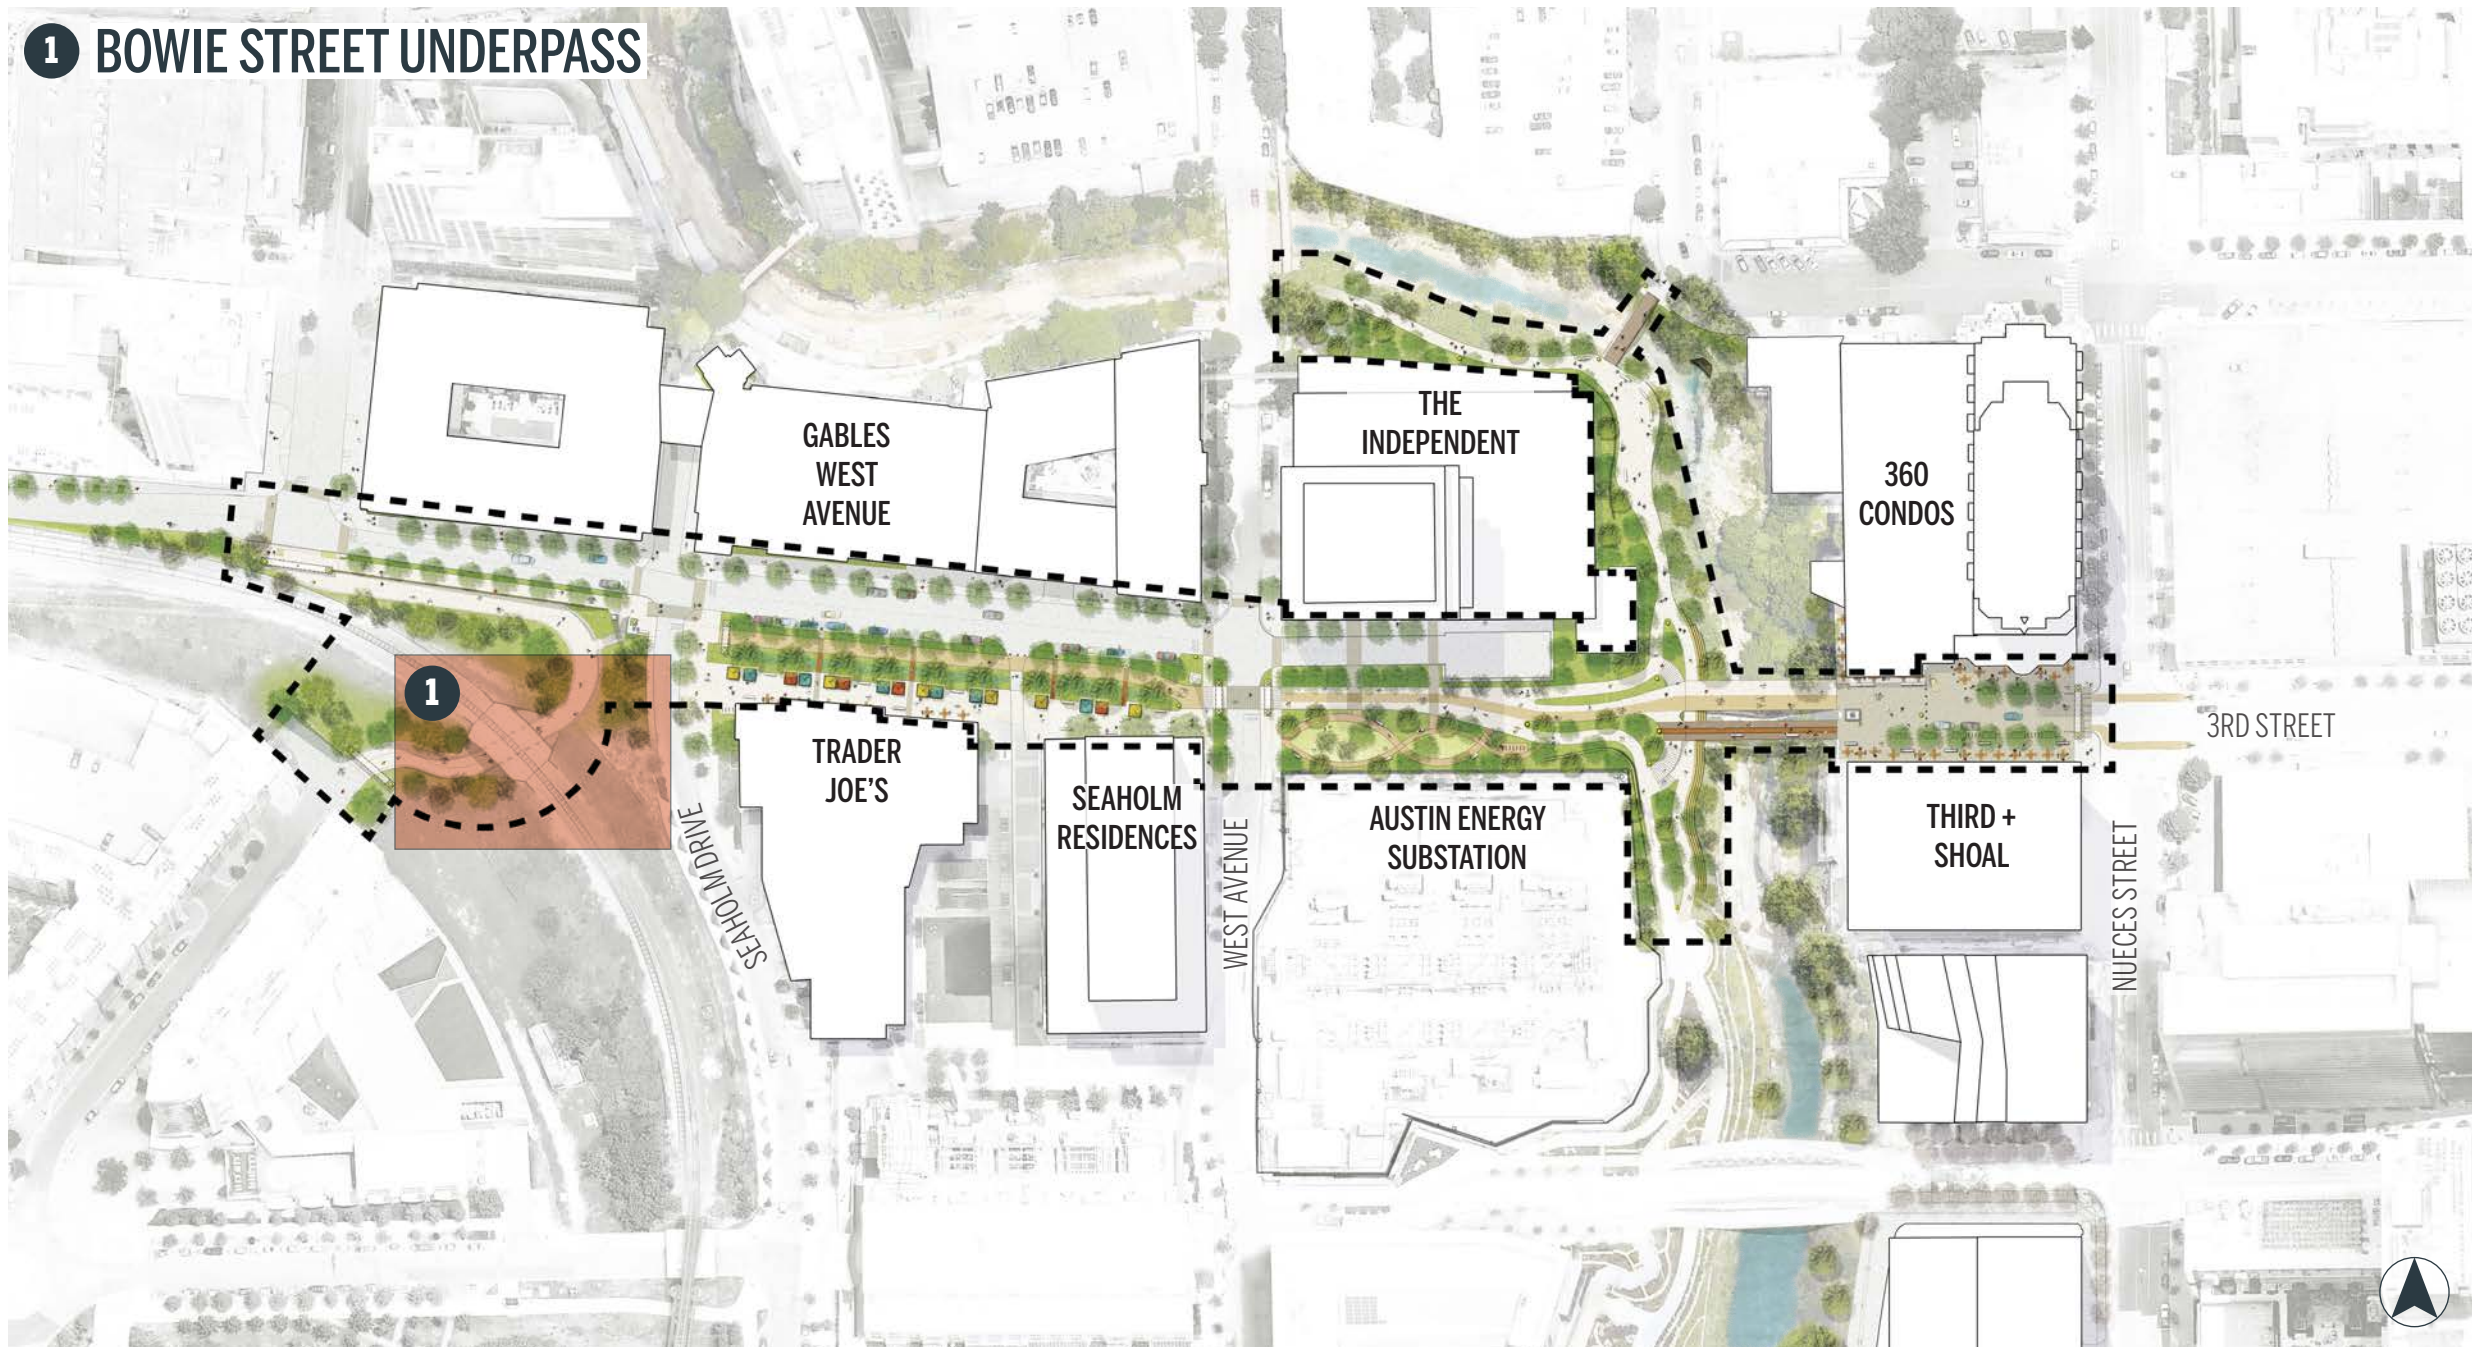 1 BOWIE STREET UNDERPASS
GABLES
WEST
AVENUE
THE
INDEPENDENT
360
CONDOS
1
3RD STREET
TRADER
JOE'S
SEAHOLM
RESIDENCES
AUSTIN ENERGY
SUBSTATION
THIRD +
SHOAL
SEAHOLM DRIVE
WEST AVENUE
NUECES STREET